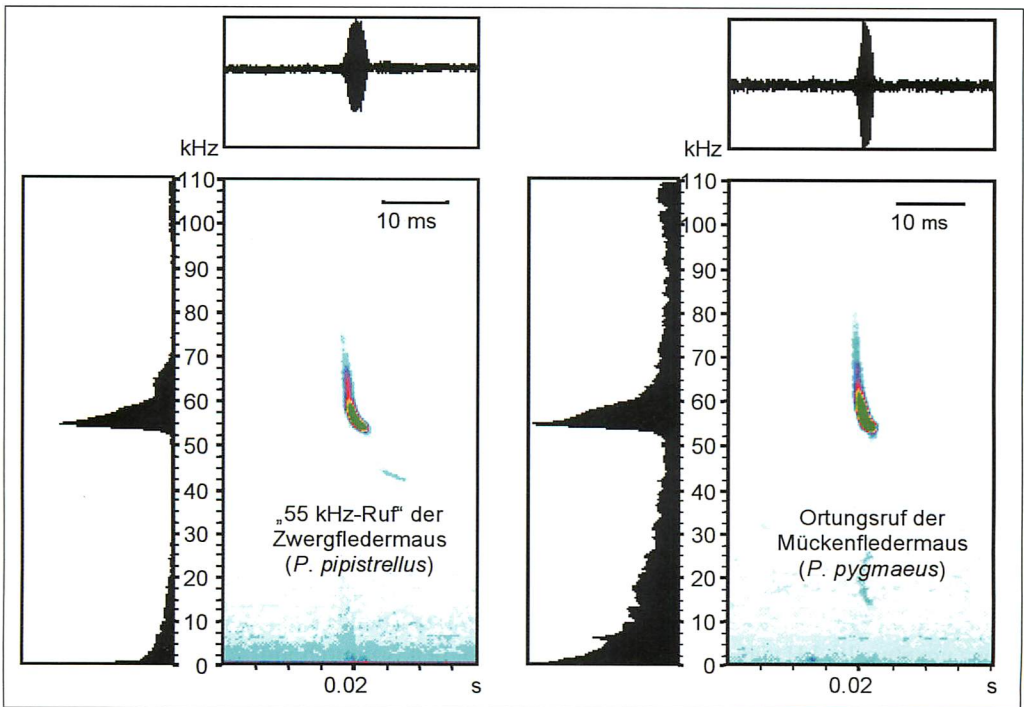 kHz
110
100
90
80
70
60
50
40
30
20
10
0
10 ms
„55 kHz-Ruf“ der
Zwergfledermaus
(P. pipistrellus)
0.02 s
kHz
110
100
90
80
70
60
50
40
30
20
10
0
10 ms
Ortungsruf der
Mückenfledermaus
(P. pygmaeus)
0.02 s